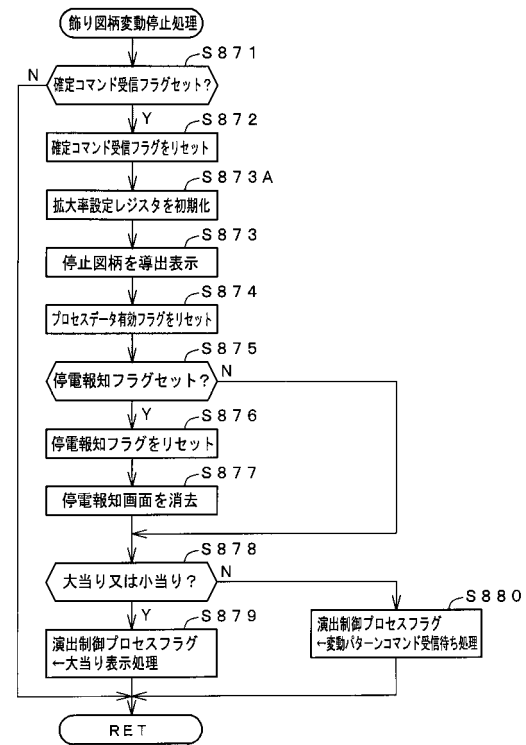 飾り図柄変動停止処理
S871
N
確定コマンド受信フラグセット?
Y
S872
確定コマンド受信フラグをリセット
S873A
拡大率設定レジスタを初期化
S873
停止図柄を導出表示
S874
プロセスデータ有効フラグをリセット
S875
停電報知フラグセット?
N
Y
S876
停電報知フラグをリセット
S877
停電報知画面を消去
S878
大当り又は小当り?
N
Y
S879
演出制御プロセスフラグ
←大当り表示処理
S880
演出制御プロセスフラグ
←変動パターンコマンド受信待ち処理
RET